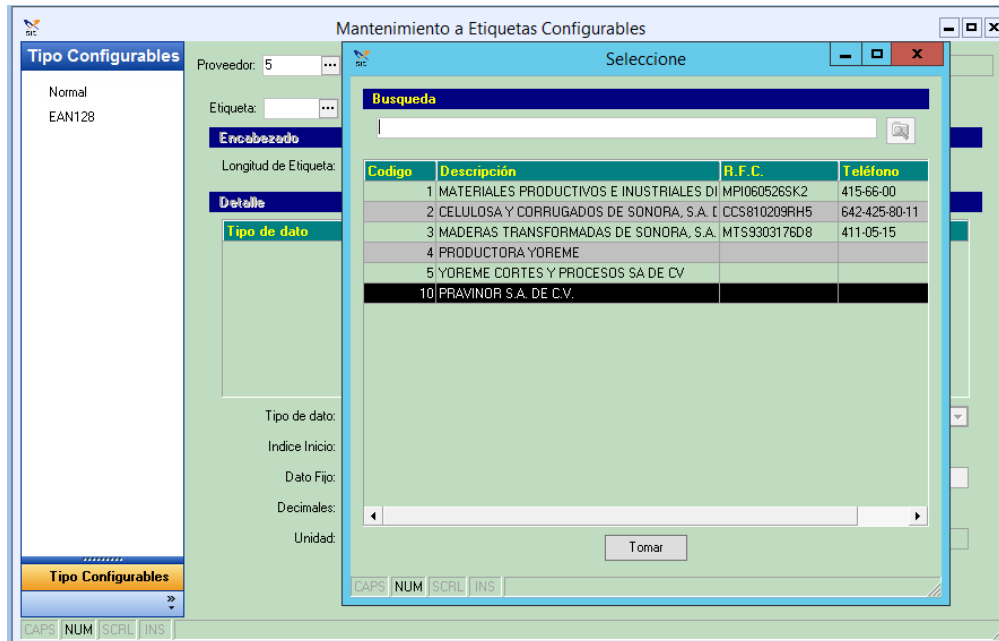 SIC
Mantenimiento a Etiquetas Configurables
Tipo Configurables
Normal
EAN128
Proveedor: 5 ...
Etiqueta: ...
Encabezado
Longitud de Etiqueta:
Detalle
Tipo de dato
Tipo de dato:
Indice Inicio:
Dato Fijo:
Decimales:
Unidad:
Tipo Configurables
CAPS NUM SCRL INS
SIC
Seleccione
Busqueda
Codigo Descripción R.F.C. Teléfono
1 MATERIALES PRODUCTIVOS E INUSTRIALES DI MPI060526SK2 415-66-00
2 CELULOSA Y CORRUGADOS DE SONORA, S.A. D CCS810209RH5 642-425-80-11
3 MADERAS TRANSFORMADAS DE SONORA, S.A. MTS9303176D8 411-05-15
4 PRODUCTORA YOREME
5 YOREME CORTES Y PROCESOS SA DE CV
10 PRAVINOR S.A. DE C.V.
Tomar
CAPS NUM SCRL INS